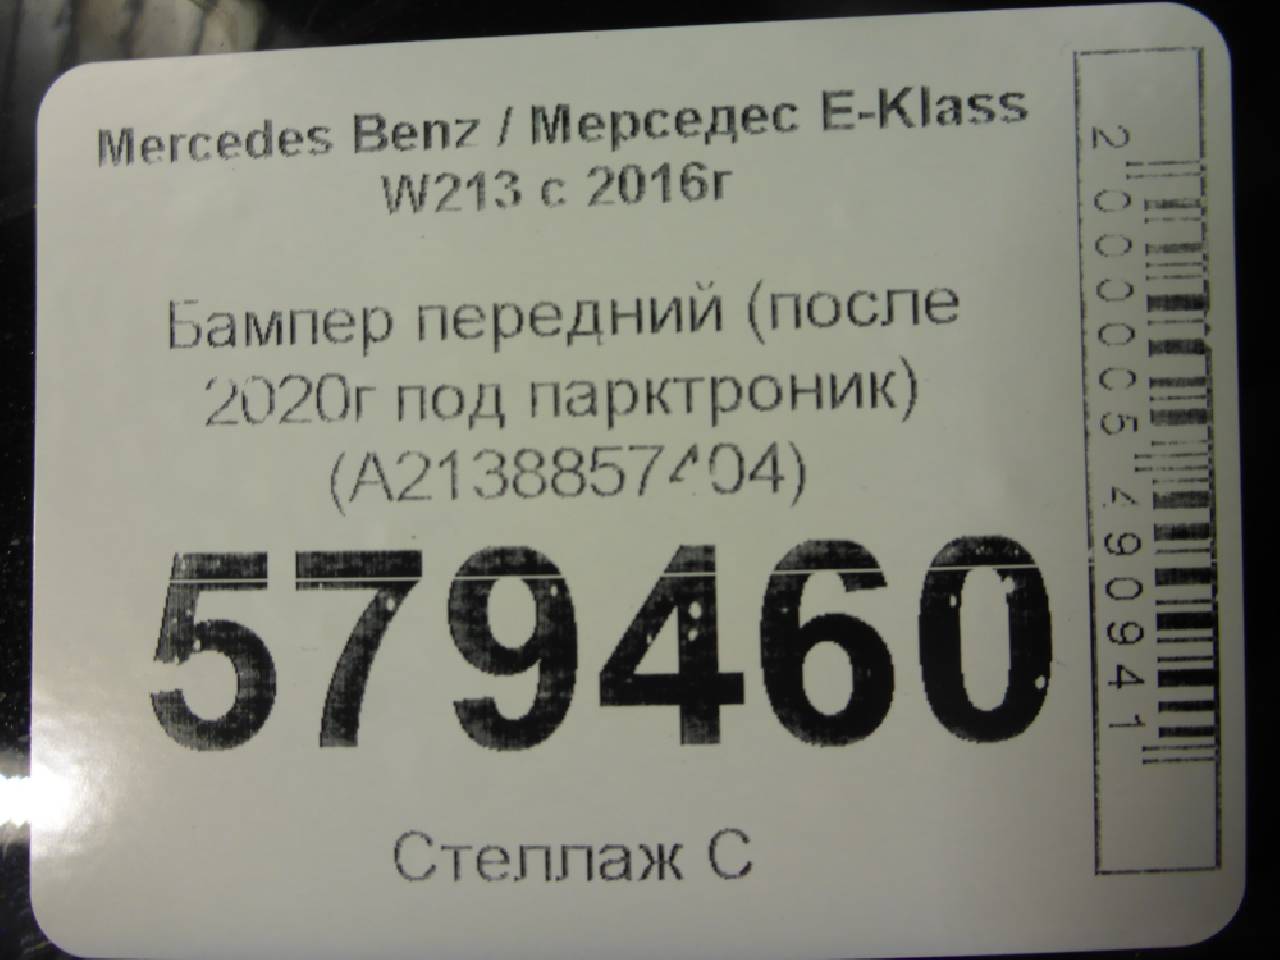 Mercedes Benz / Мерседес E-Klass
W213 с 2016г
Бампер передний (после
2020г под парктроник)
(A2138857404)
579460
Стеллаж С
2000005490941